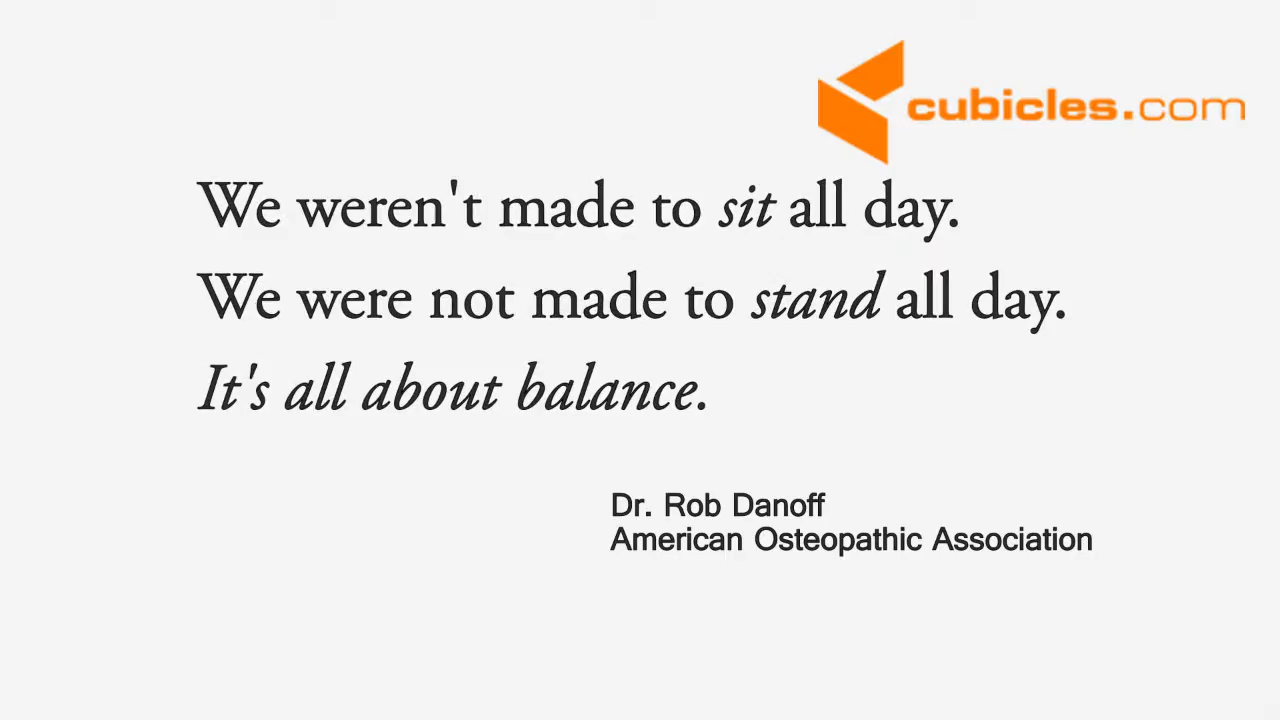 cubicles.com
We weren't made to sit all day.
We were not made to stand all day.
It's all about balance.
Dr. Rob Danoff
American Osteopathic Association